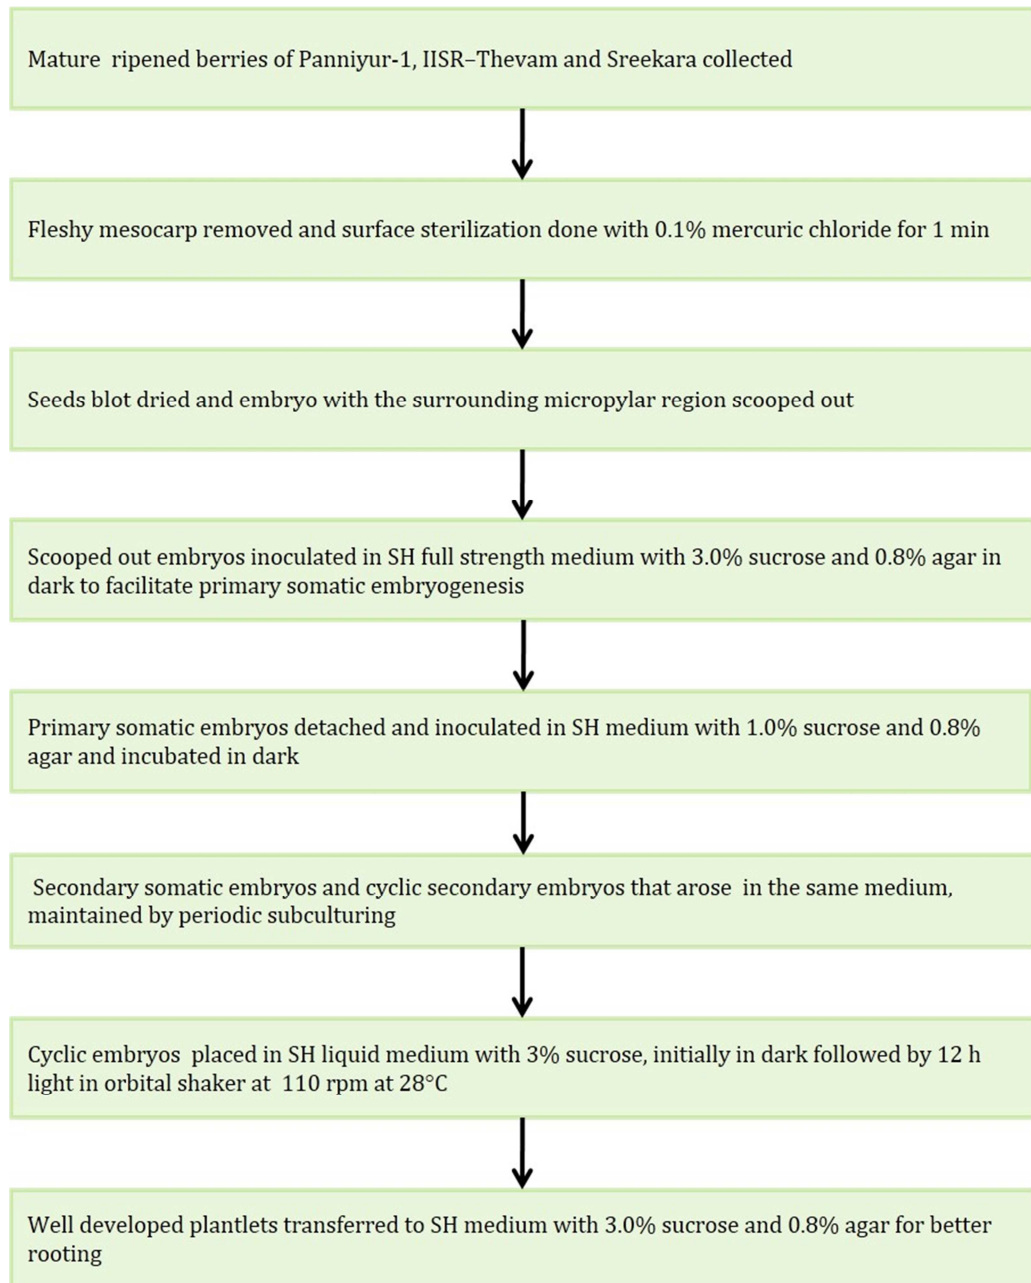 Mature ripened berries of Panniyur-1, IISR–Thevam and Sreekara collected
Fleshy mesocarp removed and surface sterilization done with 0.1% mercuric chloride for 1 min
Seeds blot dried and embryo with the surrounding micropylar region scooped out
Scooped out embryos inoculated in SH full strength medium with 3.0% sucrose and 0.8% agar in
dark to facilitate primary somatic embryogenesis
Primary somatic embryos detached and inoculated in SH medium with 1.0% sucrose and 0.8%
agar and incubated in dark
Secondary somatic embryos and cyclic secondary embryos that arose in the same medium,
maintained by periodic subculturing
Cyclic embryos placed in SH liquid medium with 3% sucrose, initially in dark followed by 12 h
light in orbital shaker at 110 rpm at 28°C
Well developed plantlets transferred to SH medium with 3.0% sucrose and 0.8% agar for better
rooting